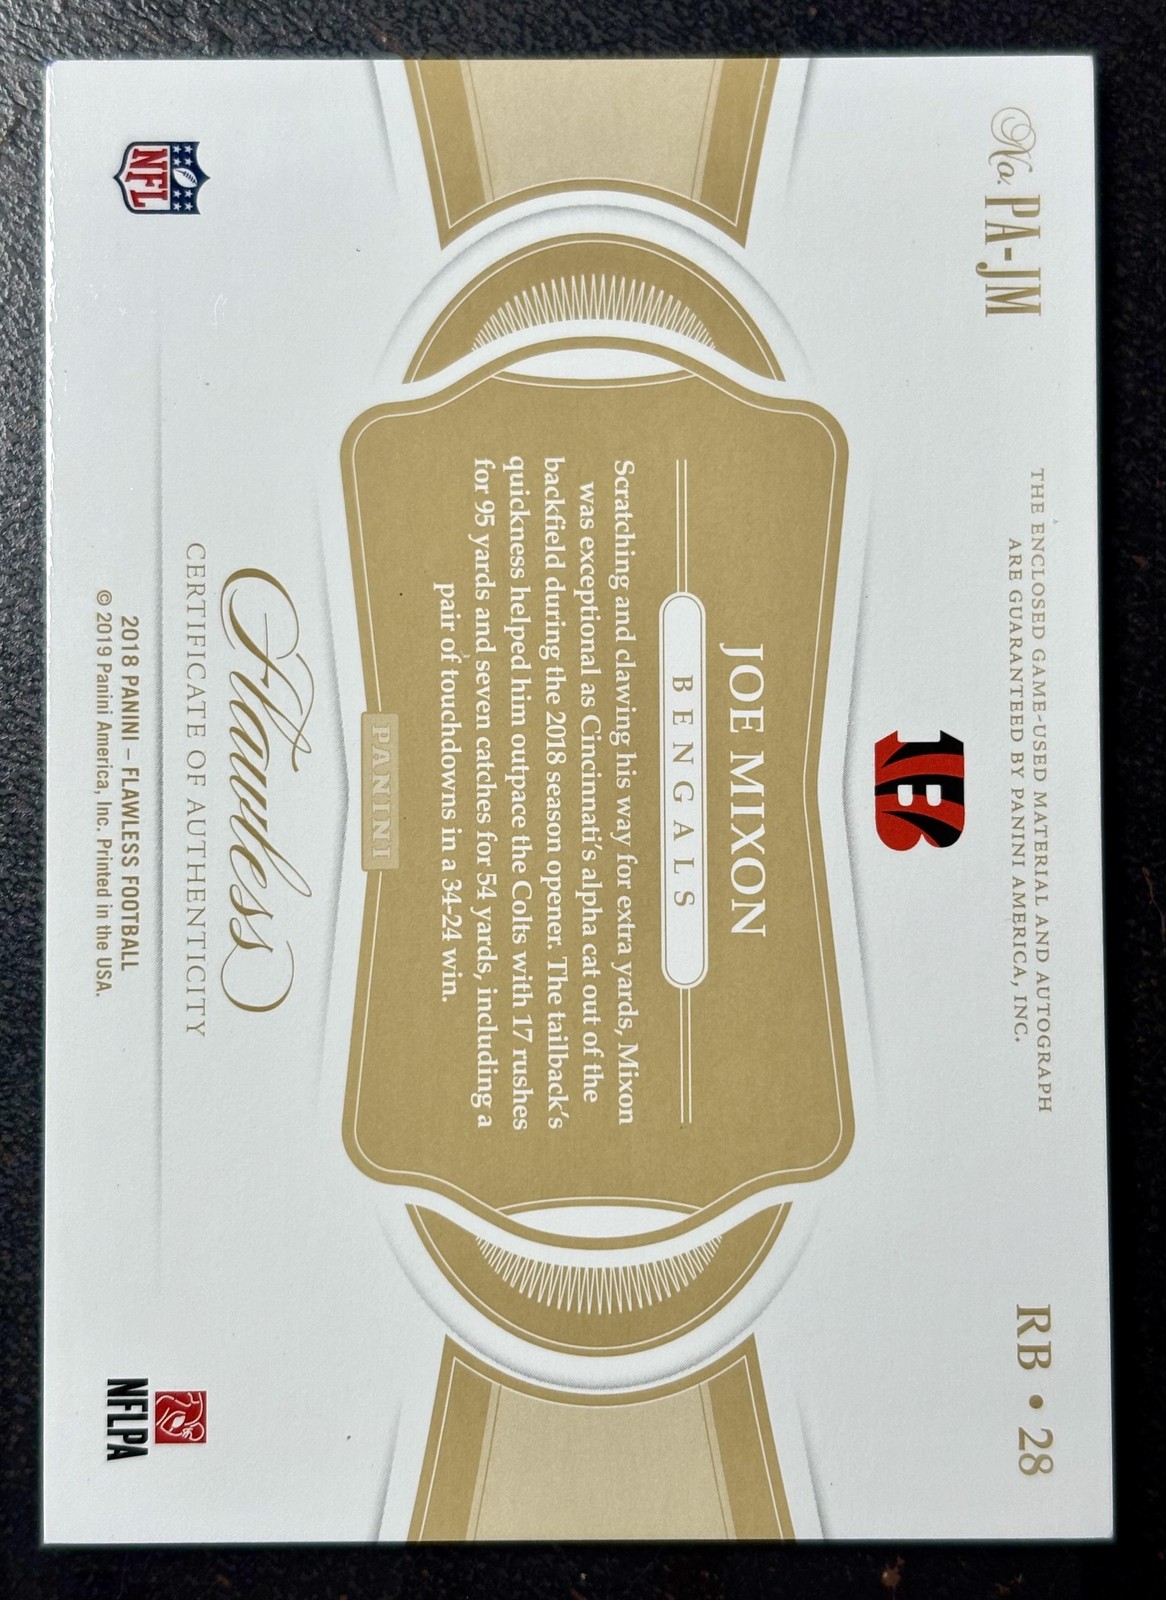 No. PA-JM
THE ENCLOSED GAME-USED MATERIAL AND AUTOGRAPH
ARE GUARANTEED BY PANINI AMERICA, INC.
RB • 28
B
JOE MIXON
BENGALS
Scratching and clawing his way for extra yards, Mixon
was exceptional as Cincinnati's alpha cat out of the
backfield during the 2018 season opener. The tailback's
quickness helped him outpace the Colts with 17 rushes
for 95 yards and seven catches for 54 yards, including a
pair of touchdowns in a 34-24 win.
PANINI
Flawless
CERTIFICATE OF AUTHENTICITY
NFL
2018 PANINI – FLAWLESS FOOTBALL
© 2019 Panini America, Inc. Printed in the USA.
NFLPA